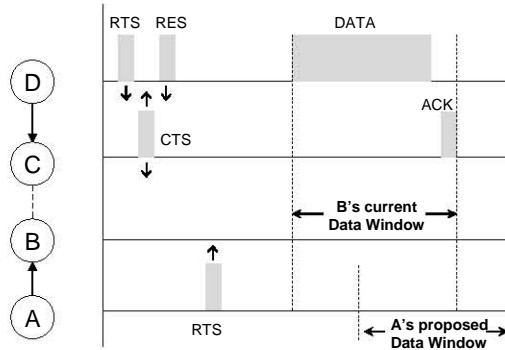 RTS RES DATA
D
ACK
CTS
C
B's current
Data Window
B
A
RTS
A's proposed
Data Window